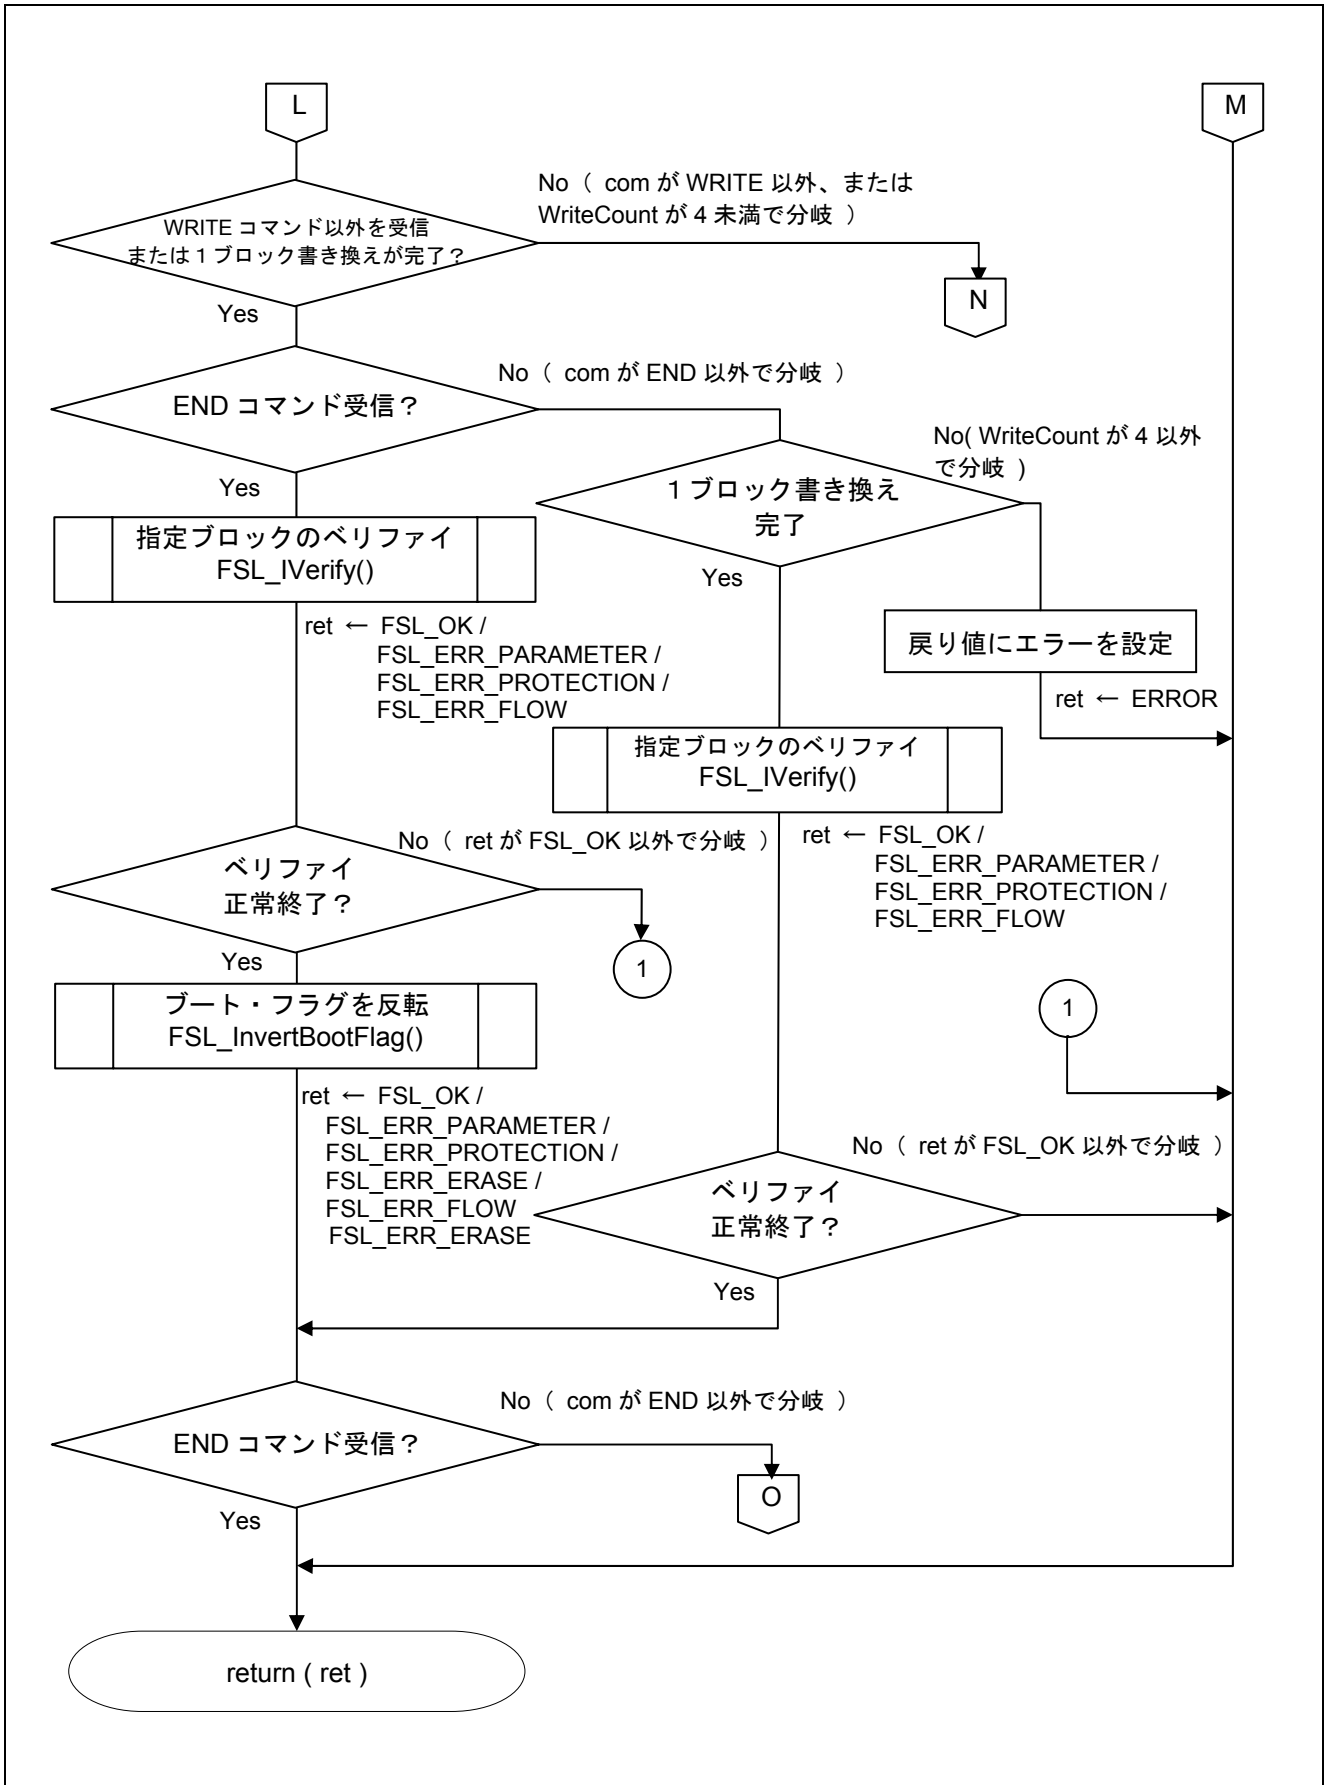 L
M
No（ com が WRITE 以外、または
WriteCount が 4 未満で分岐 ）
WRITE コマンド以外を受信
または１ブロック書き換えが完了？
N
Yes
No（ com が END 以外で分岐 ）
END コマンド受信？
No( WriteCount が 4 以外
で分岐 )
１ブロック書き換え
完了
Yes
指定ブロックのベリファイ
FSL_IVerify()
Yes
ret ← FSL_OK /
FSL_ERR_PARAMETER /
FSL_ERR_PROTECTION /
FSL_ERR_FLOW
戻り値にエラーを設定
ret ← ERROR
指定ブロックのベリファイ
FSL_IVerify()
No（ ret が FSL_OK 以外で分岐 ）
ret ← FSL_OK /
FSL_ERR_PARAMETER /
FSL_ERR_PROTECTION /
FSL_ERR_FLOW
ベリファイ
正常終了？
Yes
1
ブート・フラグを反転
FSL_InvertBootFlag()
1
ret ← FSL_OK /
FSL_ERR_PARAMETER /
FSL_ERR_PROTECTION /
FSL_ERR_ERASE /
FSL_ERR_FLOW
FSL_ERR_ERASE
No（ ret が FSL_OK 以外で分岐 ）
ベリファイ
正常終了？
Yes
No（ com が END 以外で分岐 ）
END コマンド受信？
O
Yes
return ( ret )